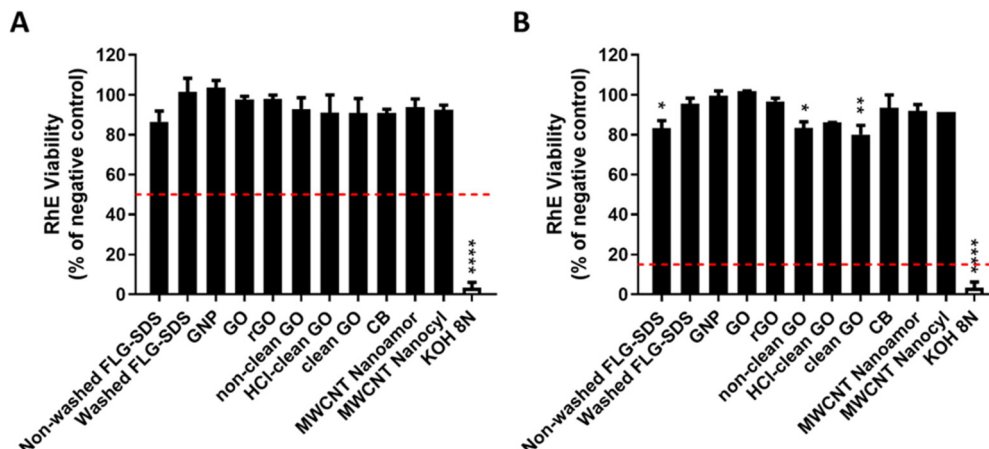 A
RhE Viability
(% of negative control)
120
100
80
60
40
20
0
****
Non-washed FLG-SDS
Washed FLG-SDS
GNP
GO
rGO
non-clean GO
HCl-clean GO
clean GO
CB
MWCNT Nanoamor
MWCNT Nanocyl
KOH 8N
B
RhE Viability
(% of negative control)
120
100
80
60
40
20
0
*
*
**
****
Non-washed FLG-SDS
Washed FLG-SDS
GNP
GO
rGO
non-clean GO
HCl-clean GO
clean GO
CB
MWCNT Nanoamor
MWCNT Nanocyl
KOH 8N